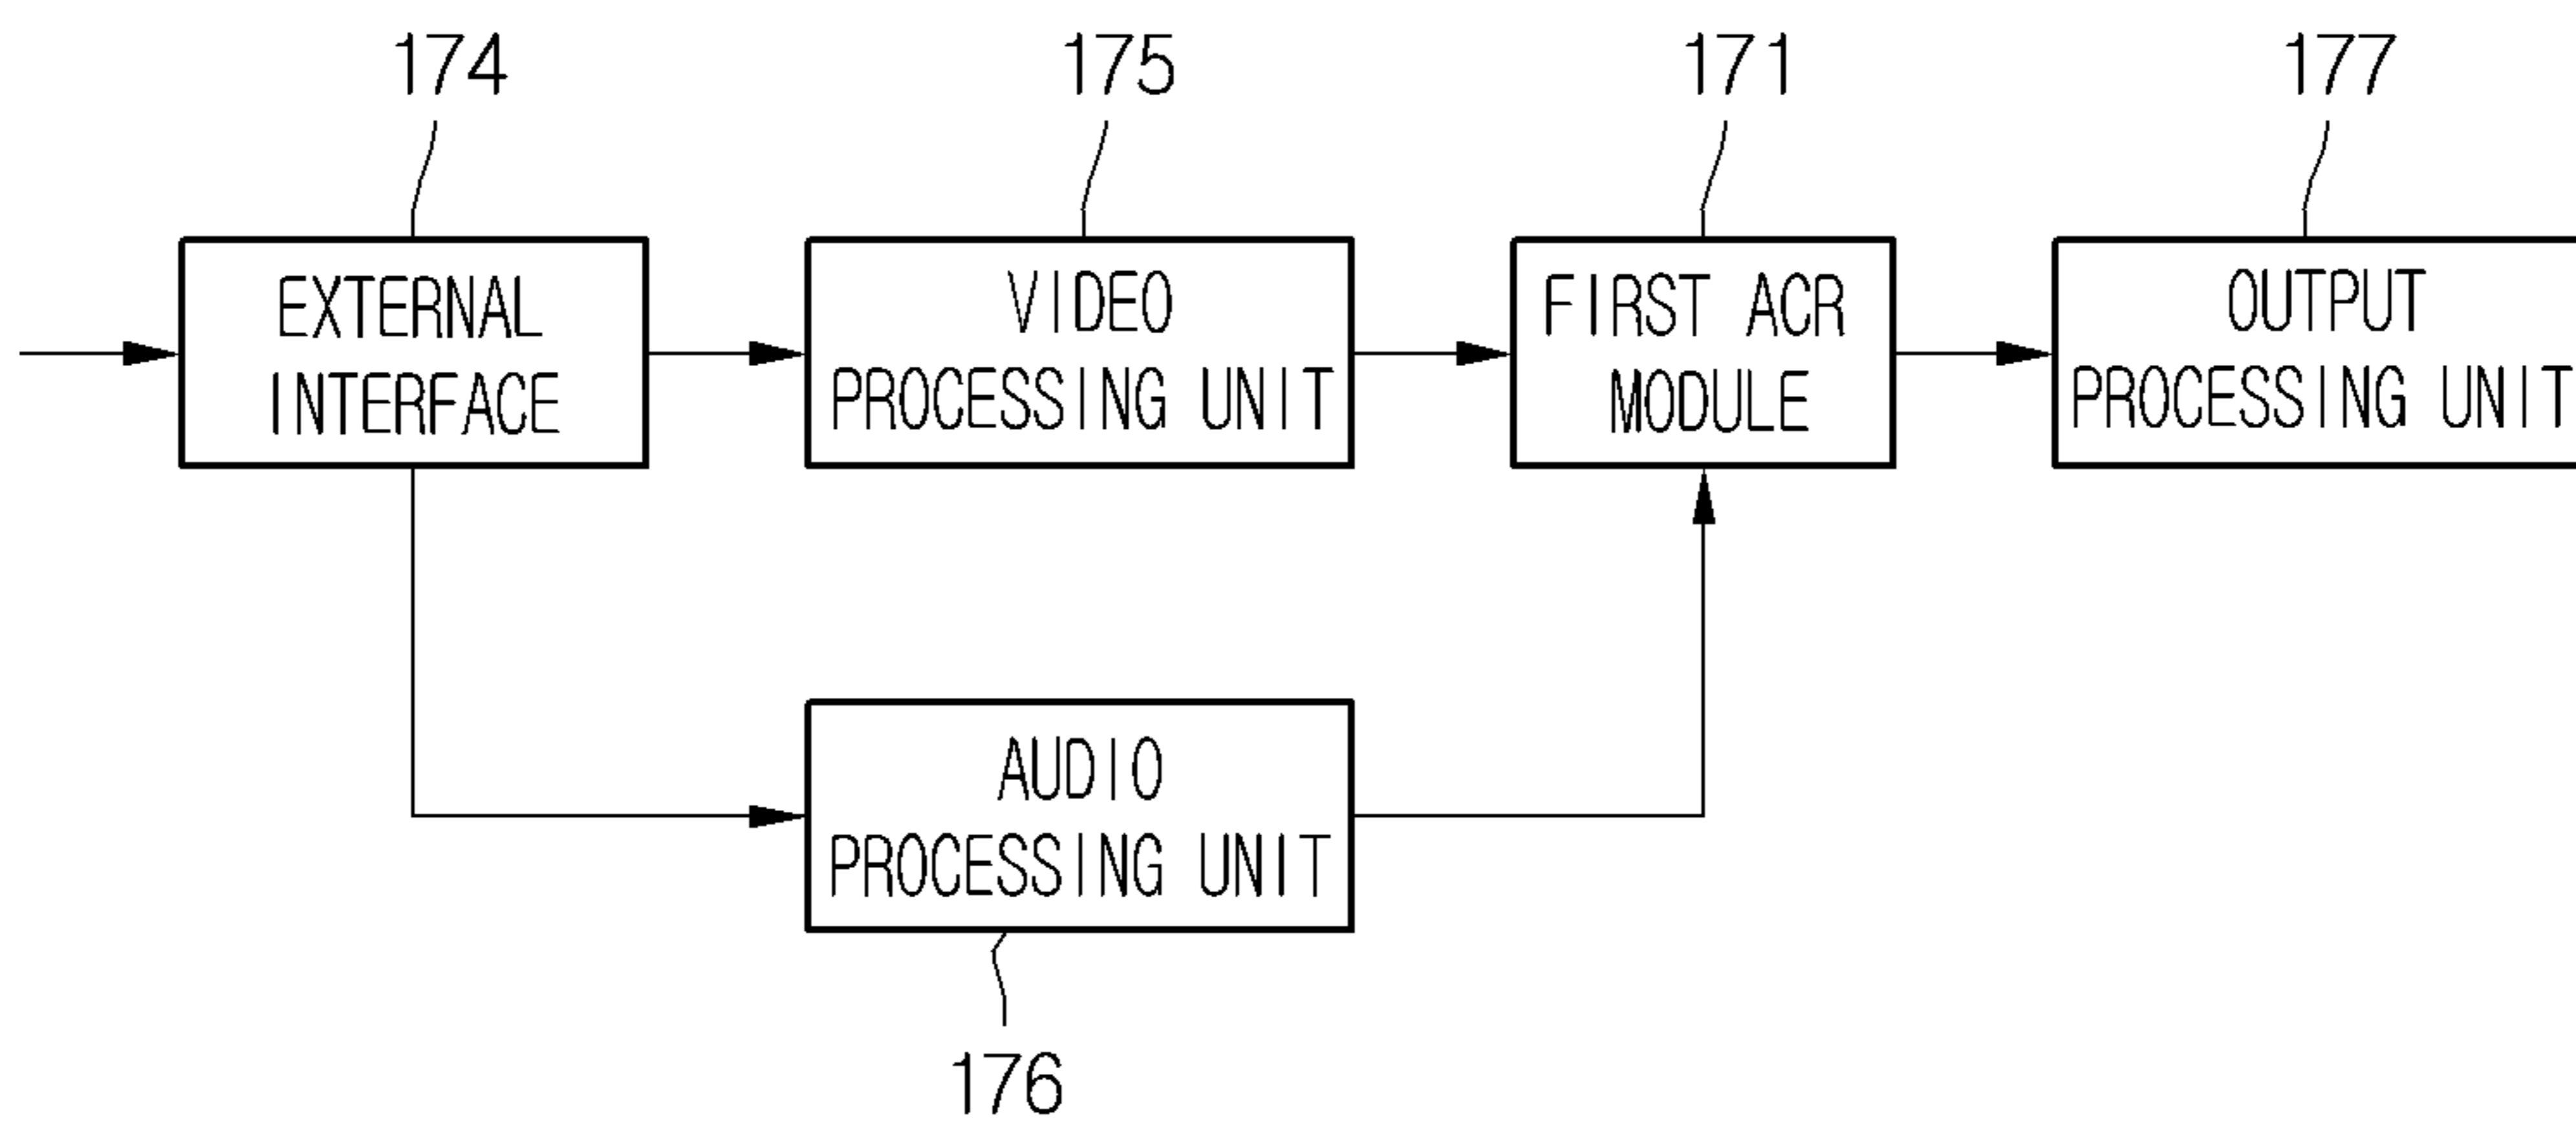 174
175
171
177
EXTERNAL
INTERFACE
VIDEO
PROCESSING UNIT
FIRST ACR
MODULE
OUTPUT
PROCESSING UNIT
AUDIO
PROCESSING UNIT
176